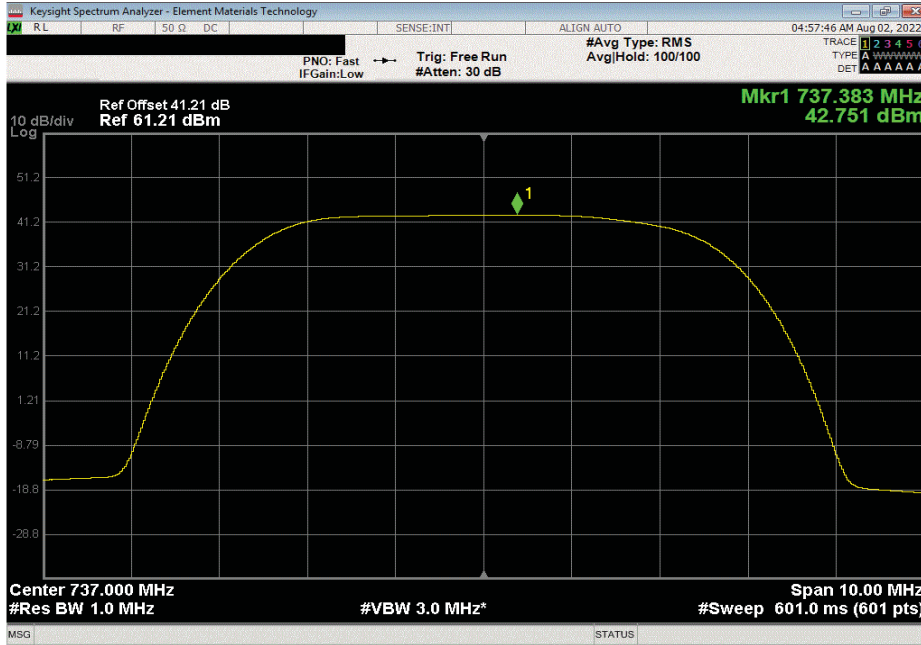 Keysight Spectrum Analyzer - Element Materials Technology
LXI RL RF 50 Ω DC SENSE:INT ALIGN AUTO 04:57:46 AM Aug 02, 2022
#Avg Type: RMS TRACE 1 2 3 4 5 6
PNO: Fast Trig: Free Run Avg|Hold: 100/100 TYPE A WWWWW
IFGain:Low #Atten: 30 dB DET A A A A A A
Mkr1 737.383 MHz
42.751 dBm
Ref Offset 41.21 dB
10 dB/div Ref 61.21 dBm
Log
1
51.2
41.2
31.2
21.2
11.2
1.21
-8.79
-18.8
-28.8
Center 737.000 MHz Span 10.00 MHz
#Res BW 1.0 MHz #VBW 3.0 MHz* #Sweep 601.0 ms (601 pts)
MSG STATUS